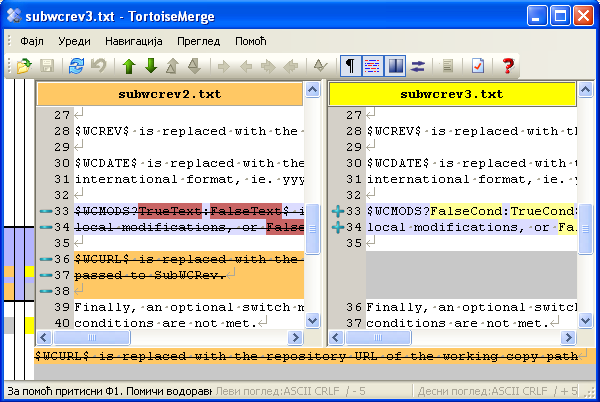 subwcrev3.txt - TortoiseMerge
Фајл Уреди Навигација Преглед Помоћ
subwcrev2.txt
27
28 $WCREV$ is replaced with the
29
30 $WCDATE$ is replaced with the
31 international format, ie. yyy
32
33 $WCMODS?TrueText:FalseText$ i
34 local modifications, or False
35
36 $WCURL$ is replaced with the
37 passed to SubWCRev.
38
39 Finally, an optional switch m
40 conditions are not met.
subwcrev3.txt
27
28 $WCREV$ is replaced with th
29
30 $WCDATE$ is replaced with t
31 international format, ie. y
32
33 $WCMODS?FalseCond:TrueCond$
34 local modifications, or Fa
35
36 Finally, an optional switch
37 conditions are not met.
$WCURL$ is replaced with the repository URL of the working copy path
За помоћ притисни Ф1. Помичи водорав Леви поглед:ASCII CRLF / - 5 Десни поглед:ASCII CRLF / + 5